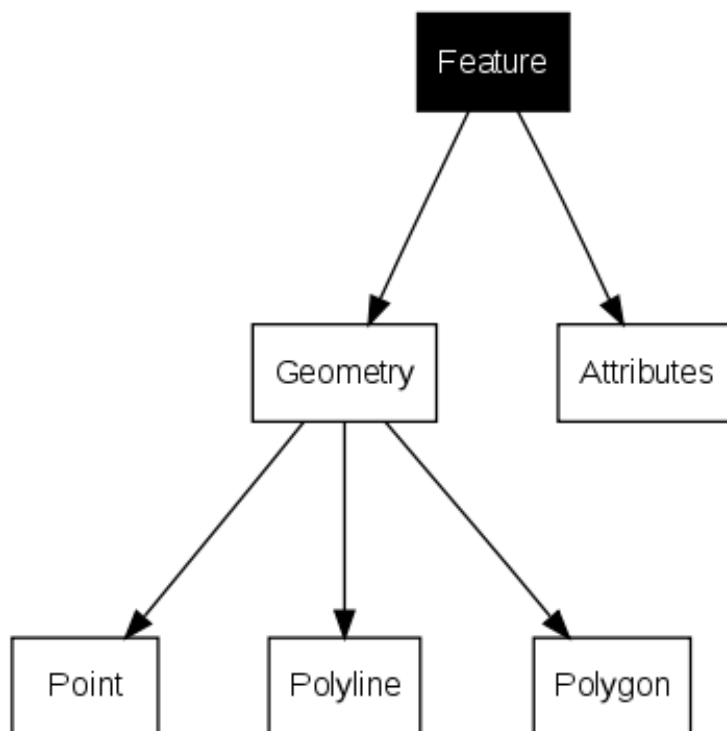 Feature
Geometry
Attributes
Point
Polyline
Polygon